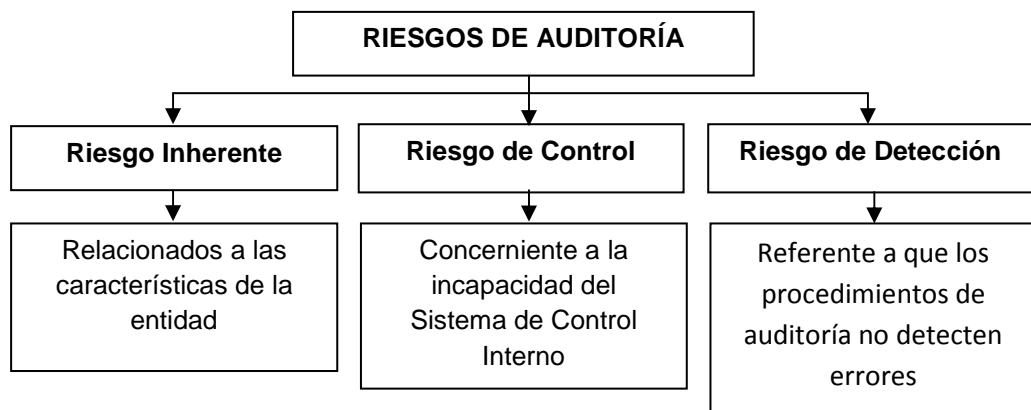 RIESGOS DE AUDITORÍA
Riesgo Inherente
Riesgo de Control
Riesgo de Detección
Relacionados a las
características de la
entidad
Concerniente a la
incapacidad del
Sistema de Control
Interno
Referente a que los
procedimientos de
auditoría no detecten
errores